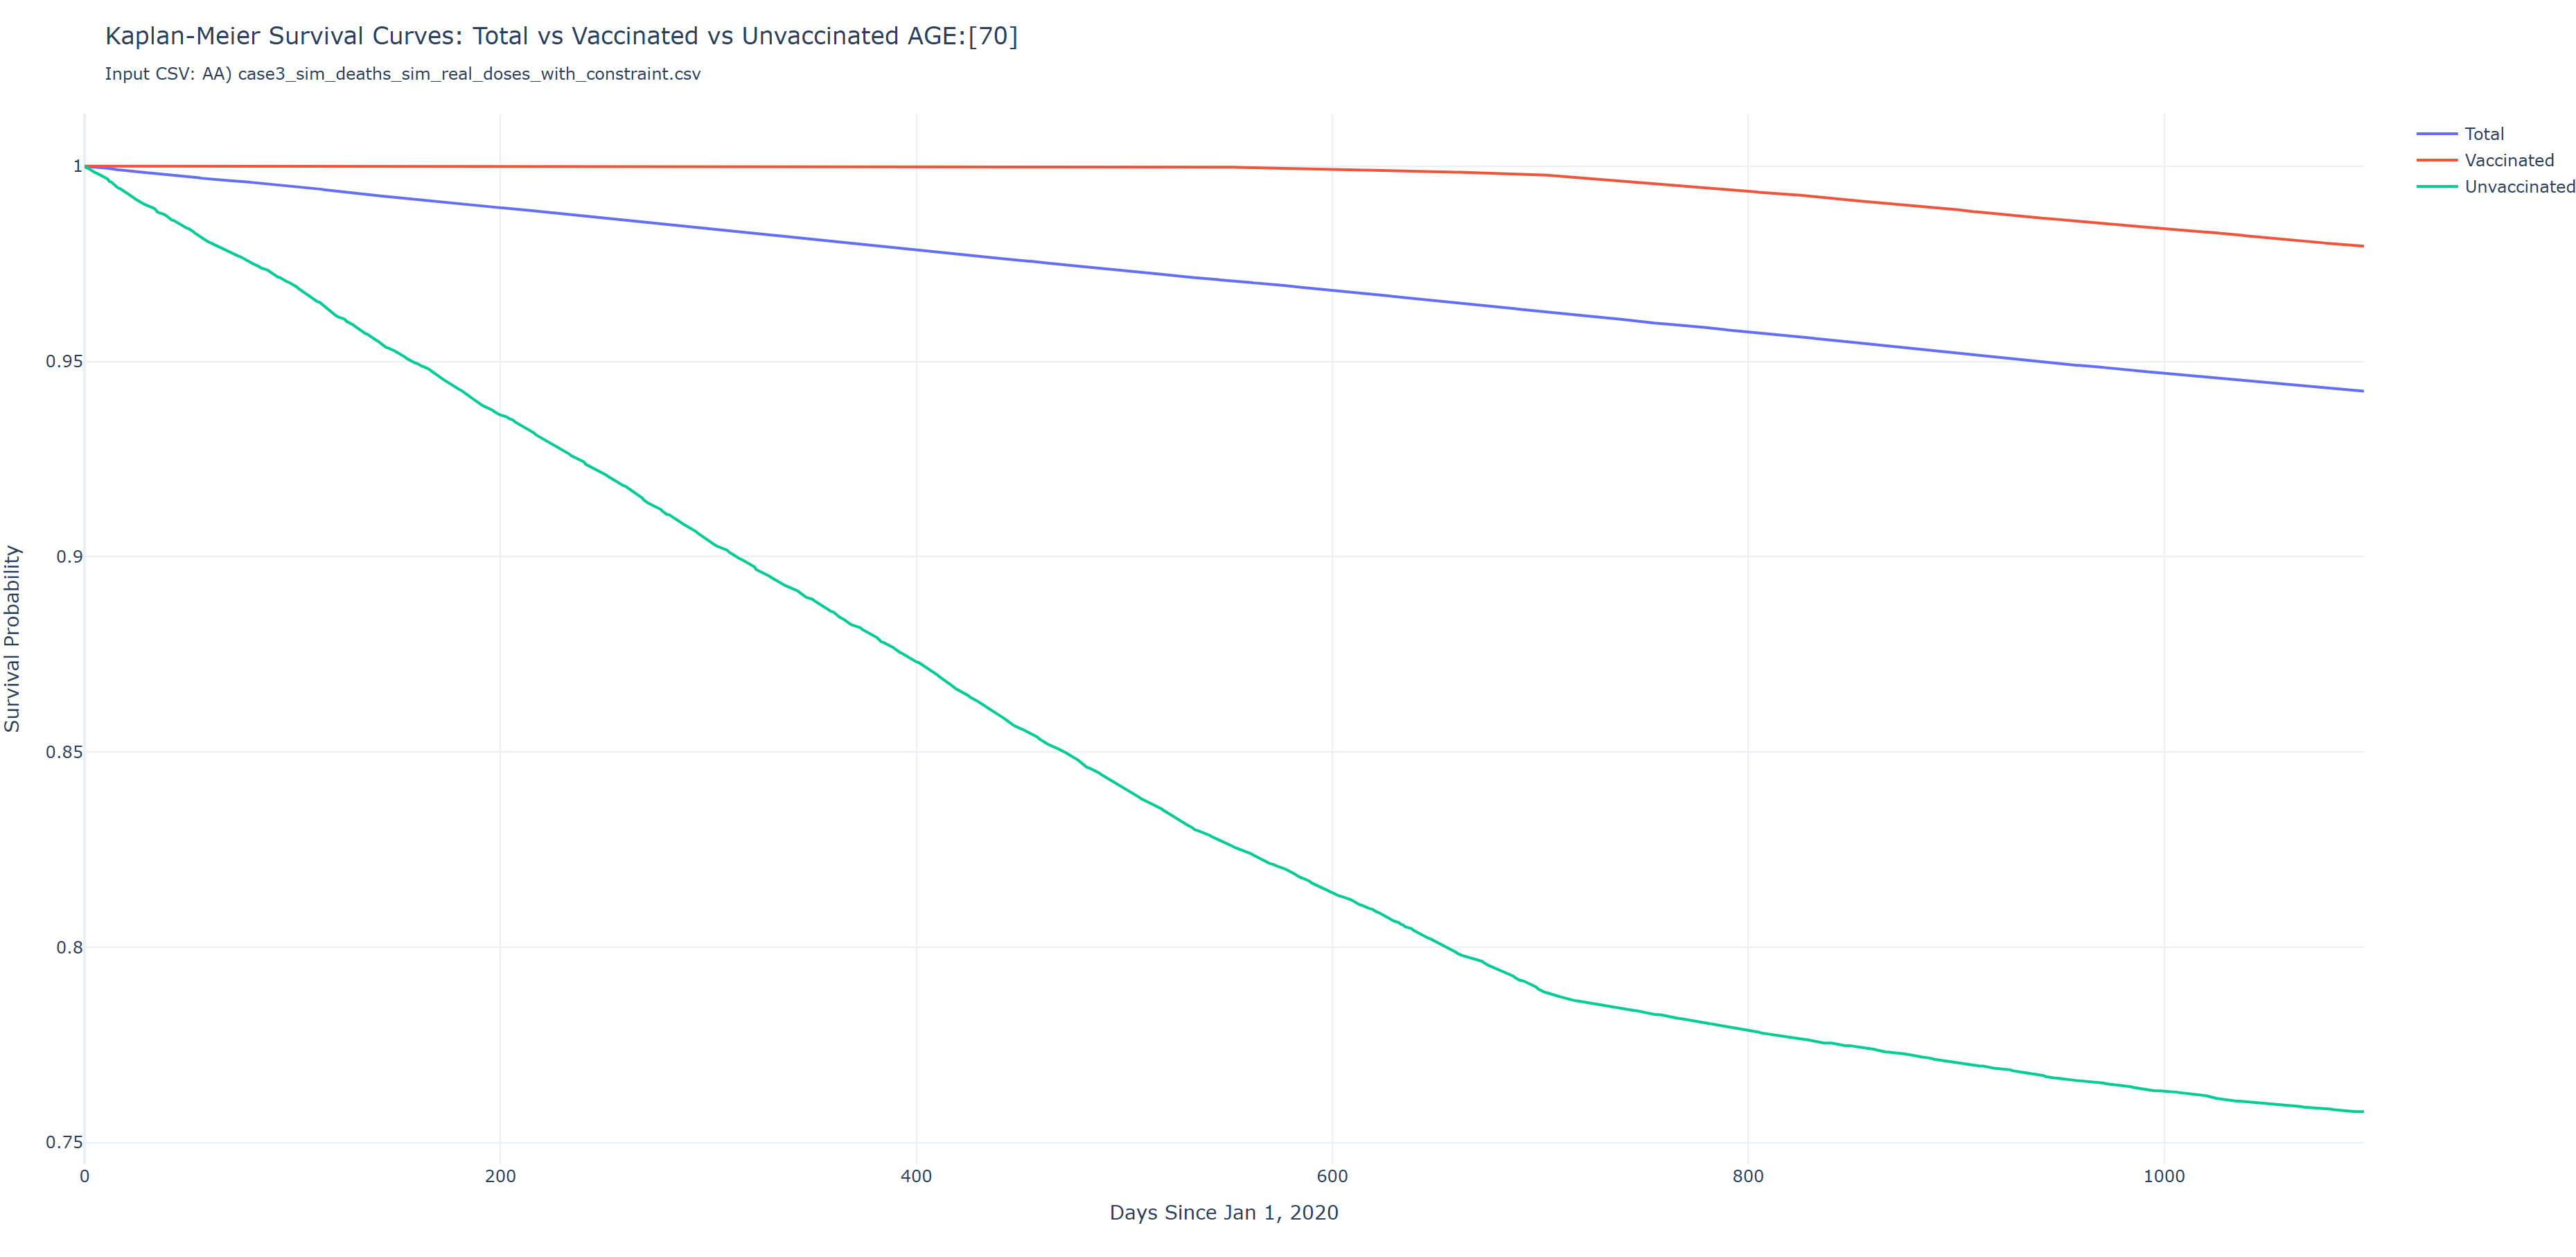 Kaplan-Meier Survival Curves: Total vs Vaccinated vs Unvaccinated AGE:[70]
Input CSV: AA) case3_sim_deaths_sim_real_doses_with_constraint.csv
Total
Vaccinated
Unvaccinated
Survival Probability
1
0.95
0.9
0.85
0.8
0.75
0
200
400
600
800
1000
Days Since Jan 1, 2020